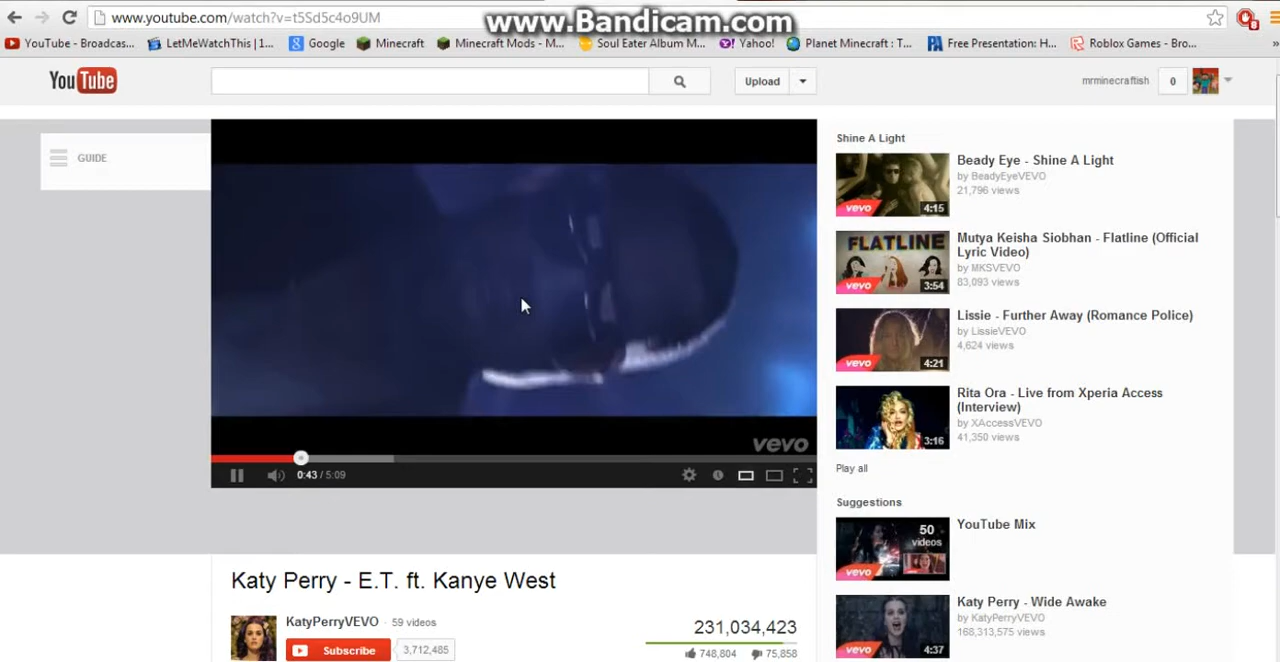 www.youtube.com/watch?v=t5Sd5c4o9UM
www.Bandicam.com
YouTube - Broadcas...
LetMeWatchThis | 1...
Google
Minecraft
Minecraft Mods - M...
Soul Eater Album M...
Yahoo!
Planet Minecraft : T...
Free Presentation: H...
Roblox Games - Bro...
»
YouTube
Upload
mrminecraftish
0
GUIDE
vevo
0:43 / 5:09
Shine A Light
vevo
4:15
Beady Eye - Shine A Light
by BeadyEyeVEVO
21,796 views
FLATLINE
vevo
3:54
Mutya Keisha Siobhan - Flatline (Official
Lyric Video)
by MKSVEVO
83,093 views
vevo
4:21
Lissie - Further Away (Romance Police)
by LissieVEVO
4,624 views
3:16
Rita Ora - Live from Xperia Access
(Interview)
by XAccessVEVO
41,350 views
Play all
Suggestions
50
videos
vevo
YouTube Mix
vevo
4:37
Katy Perry - Wide Awake
by KatyPerryVEVO
168,313,575 views
Katy Perry - E.T. ft. Kanye West
KatyPerryVEVO · 59 videos
Subscribe
3,712,485
231,034,423
748,804
75,858